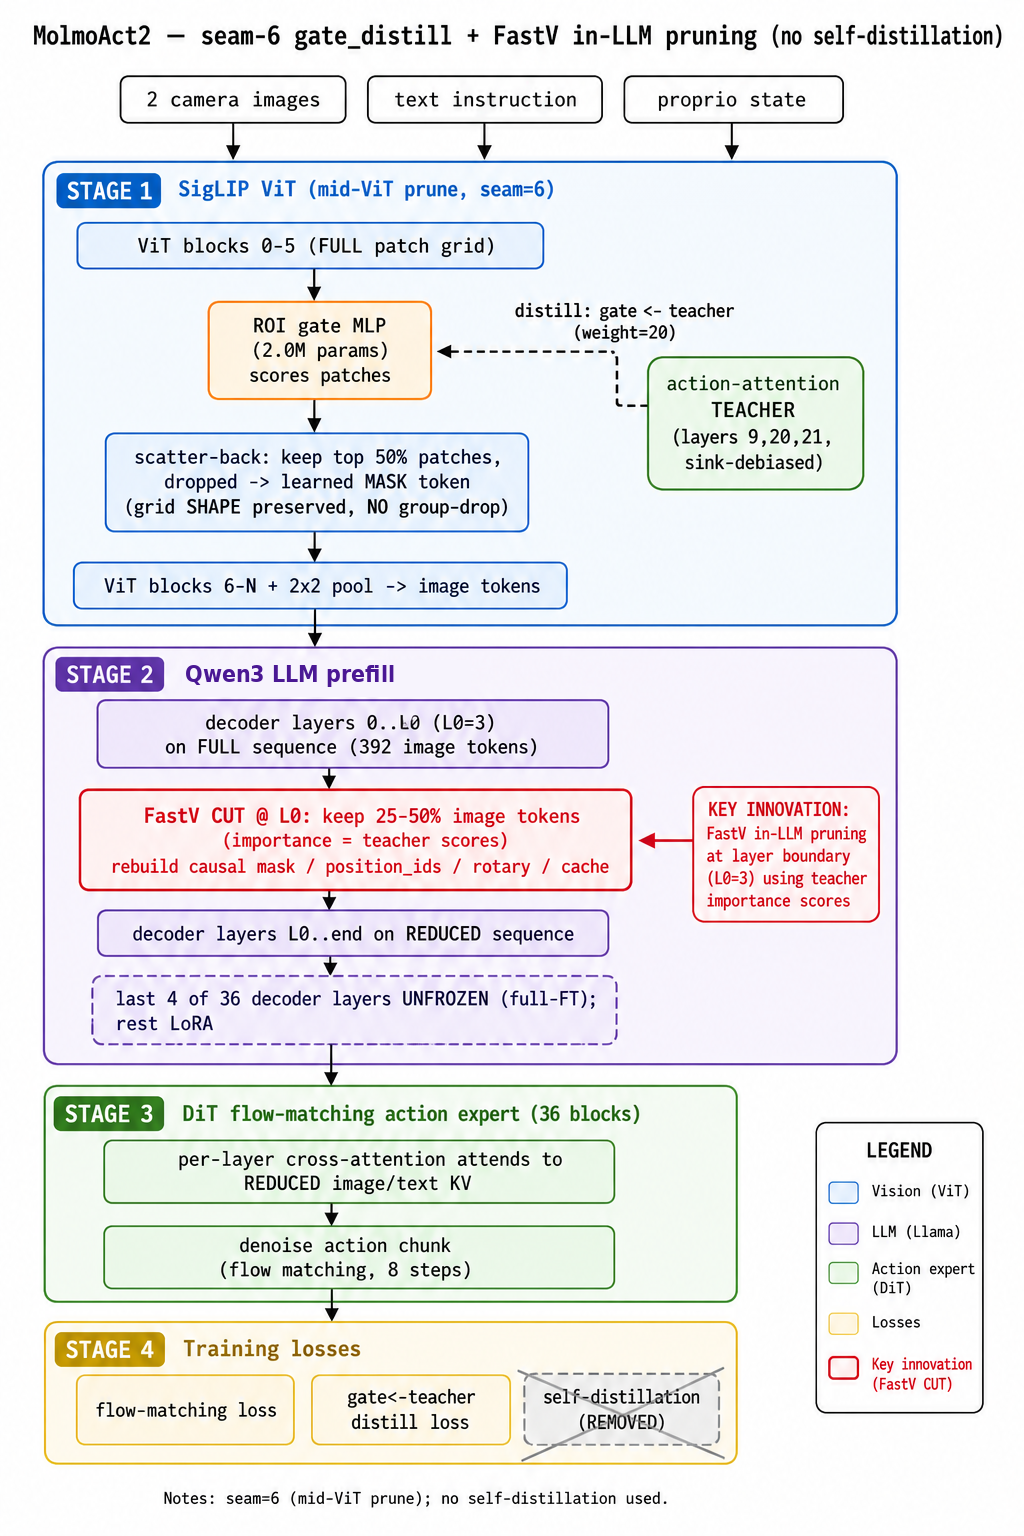 MolmoAct2 — seam-6 gate_distill + FastV in-LLM pruning (no self-distillation)
2 camera images
text instruction
proprio state
STAGE 1
SigLIP ViT (mid-ViT prune, seam=6)
ViT blocks 0-5 (FULL patch grid)
ROI gate MLP
(2.0M params)
scores patches
distill: gate <- teacher
(weight=20)
action-attention
TEACHER
(layers 9,20,21,
sink-debiased)
scatter-back: keep top 50% patches,
dropped -> learned MASK token
(grid SHAPE preserved, NO group-drop)
ViT blocks 6-N + 2x2 pool -> image tokens
STAGE 2
Qwen3 LLM prefill
decoder layers 0..L0 (L0=3)
on FULL sequence (392 image tokens)
FastV CUT @ L0: keep 25-50% image tokens
(importance = teacher scores)
rebuild causal mask / position_ids / rotary / cache
KEY INNOVATION:
FastV in-LLM pruning
at layer boundary
(L0=3) using teacher
importance scores
decoder layers L0..end on REDUCED sequence
last 4 of 36 decoder layers UNFROZEN (full-FT);
rest LoRA
STAGE 3
DiT flow-matching action expert (36 blocks)
per-layer cross-attention attends to
REDUCED image/text KV
denoise action chunk
(flow matching, 8 steps)
STAGE 4
Training losses
flow-matching loss
gate<-teacher
distill loss
self-distillation
(REMOVED)
LEGEND
Vision (ViT)
LLM (Llama)
Action expert
(DiT)
Losses
Key innovation
(FastV CUT)
Notes: seam=6 (mid-ViT prune); no self-distillation used.